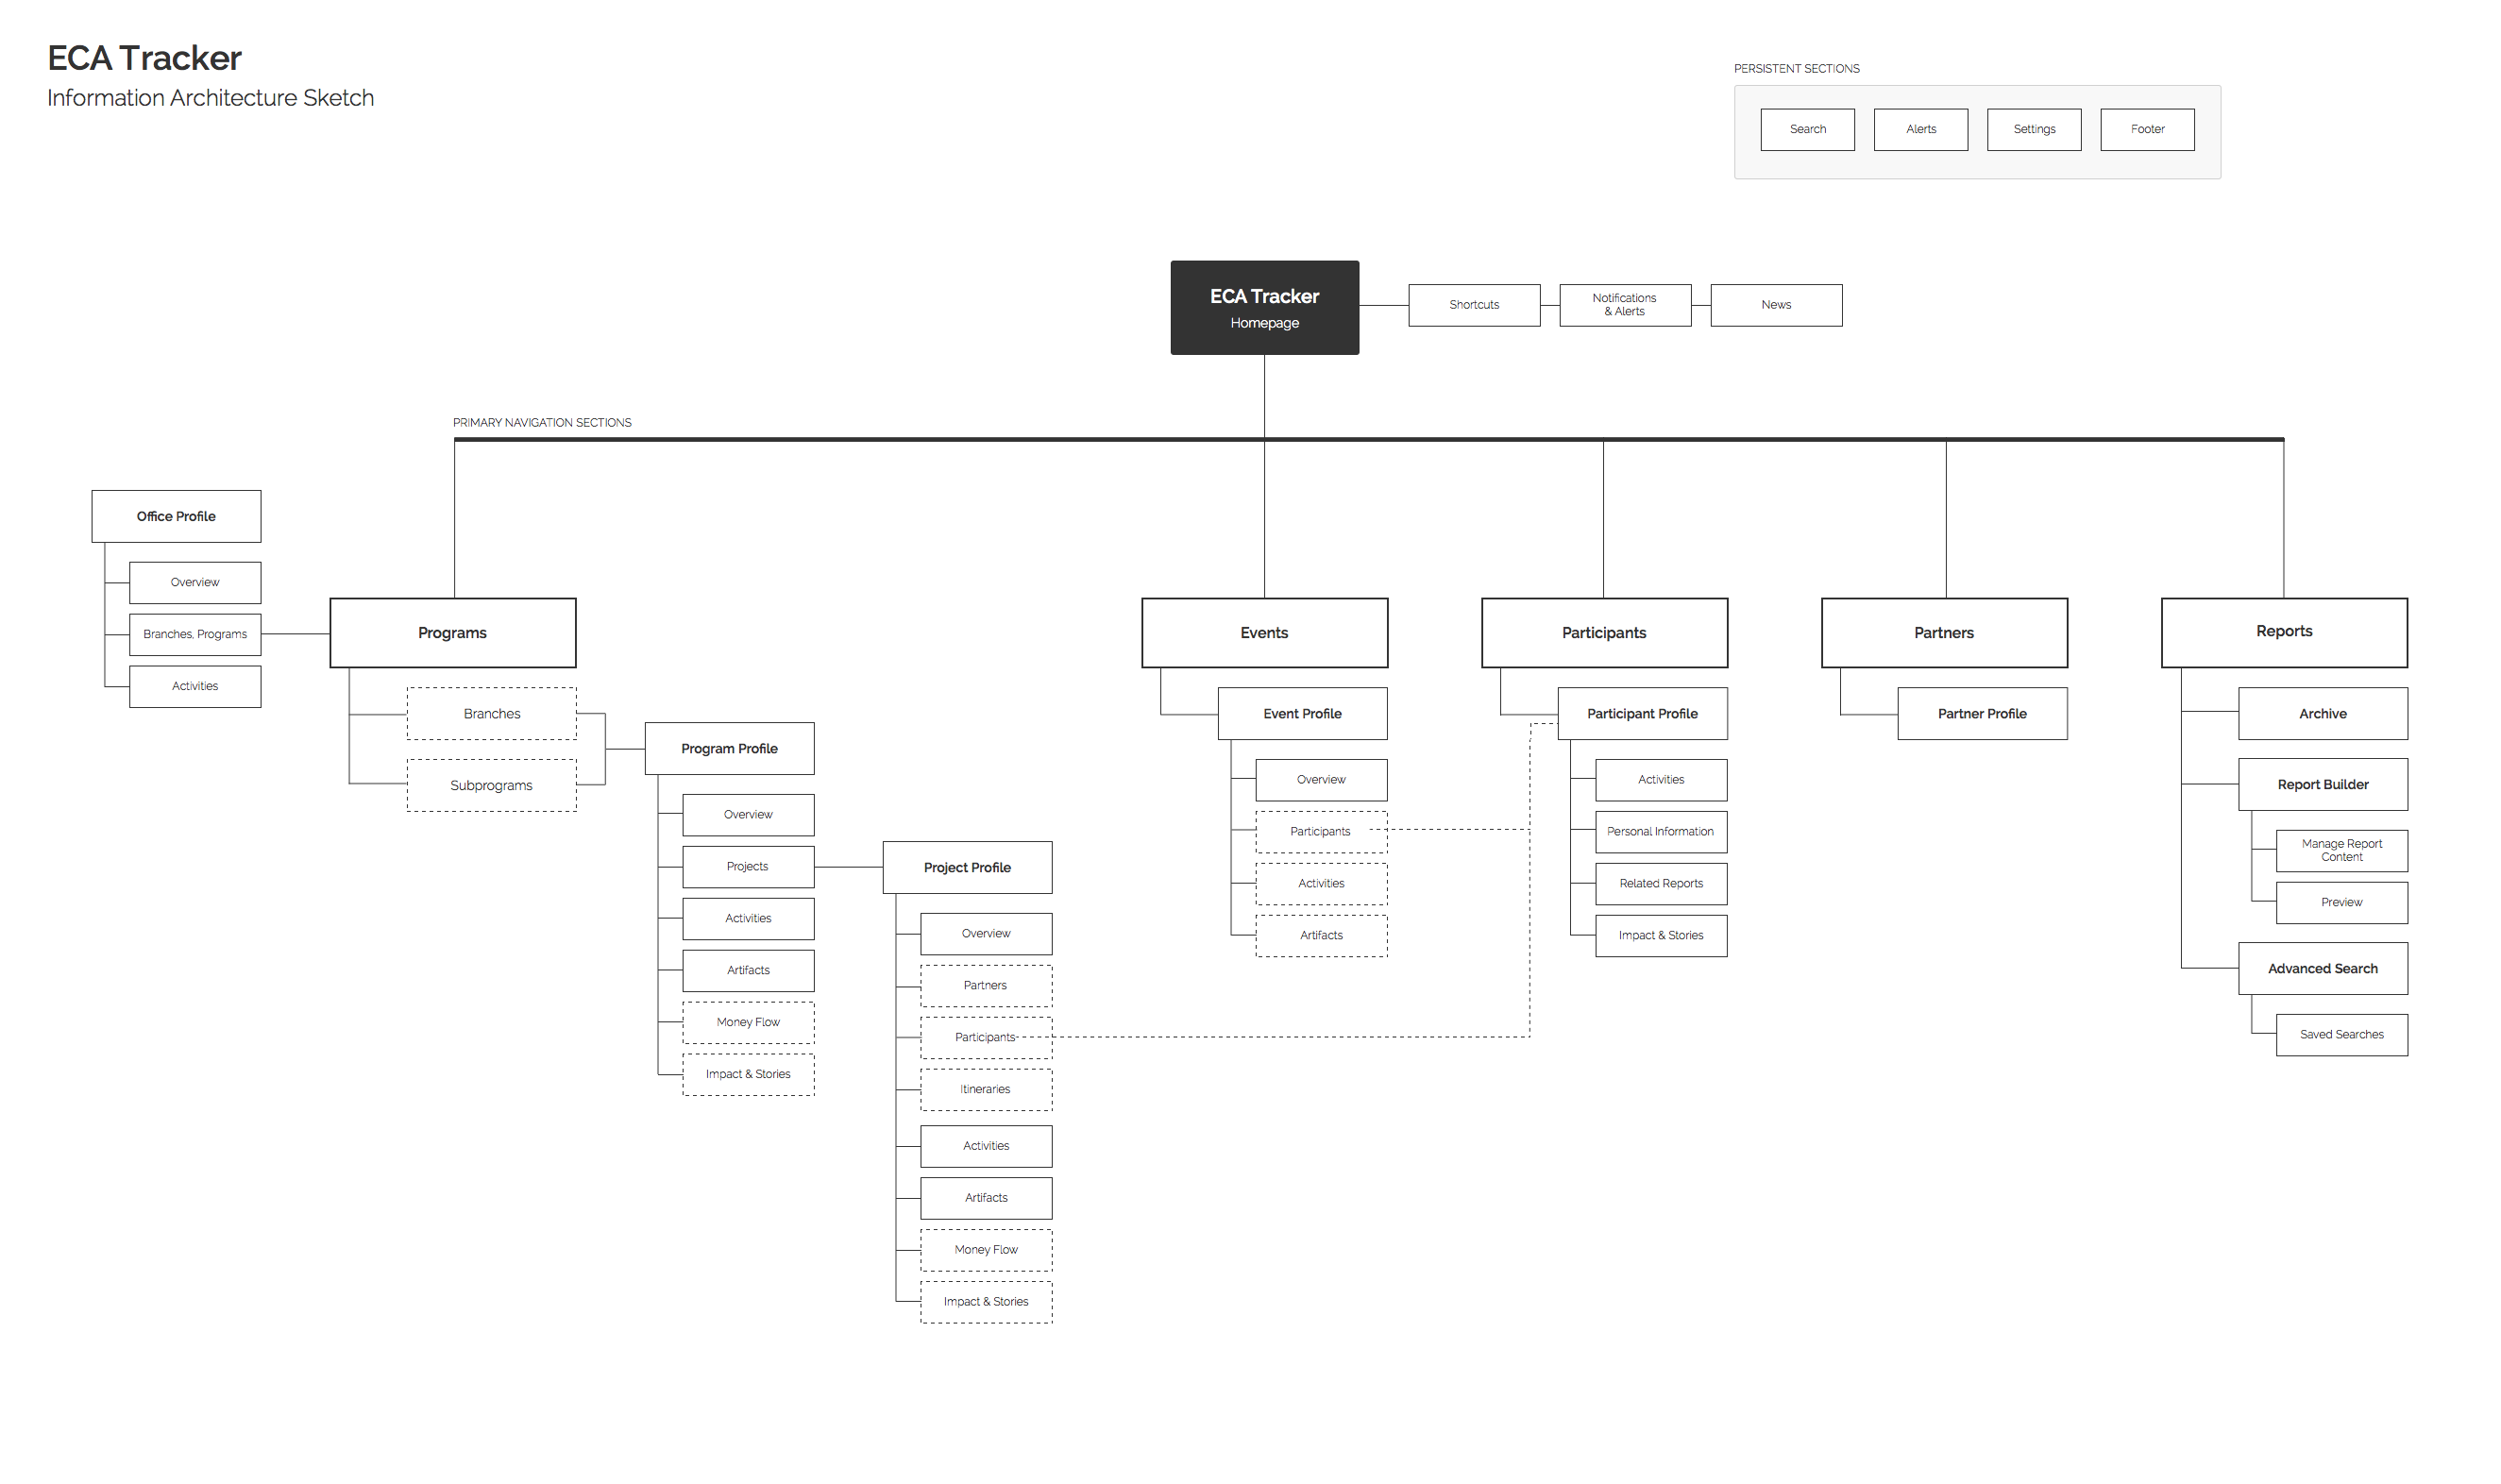 ECA Tracker
Information Architecture Sketch
PERSISTENT SECTIONS
Search
Alerts
Settings
Footer
ECA Tracker
Homepage
Shortcuts
Notifications
& Alerts
News
PRIMARY NAVIGATION SECTIONS
Office Profile
Overview
Branches, Programs
Activities
Programs
Branches
Subprograms
Program Profile
Overview
Projects
Activities
Artifacts
Money Flow
Impact & Stories
Project Profile
Overview
Partners
Participants
Itineraries
Activities
Artifacts
Money Flow
Impact & Stories
Events
Event Profile
Overview
Participants
Activities
Artifacts
Participants
Participant Profile
Activities
Personal Information
Related Reports
Impact & Stories
Partners
Partner Profile
Reports
Archive
Report Builder
Manage Report
Content
Preview
Advanced Search
Saved Searches